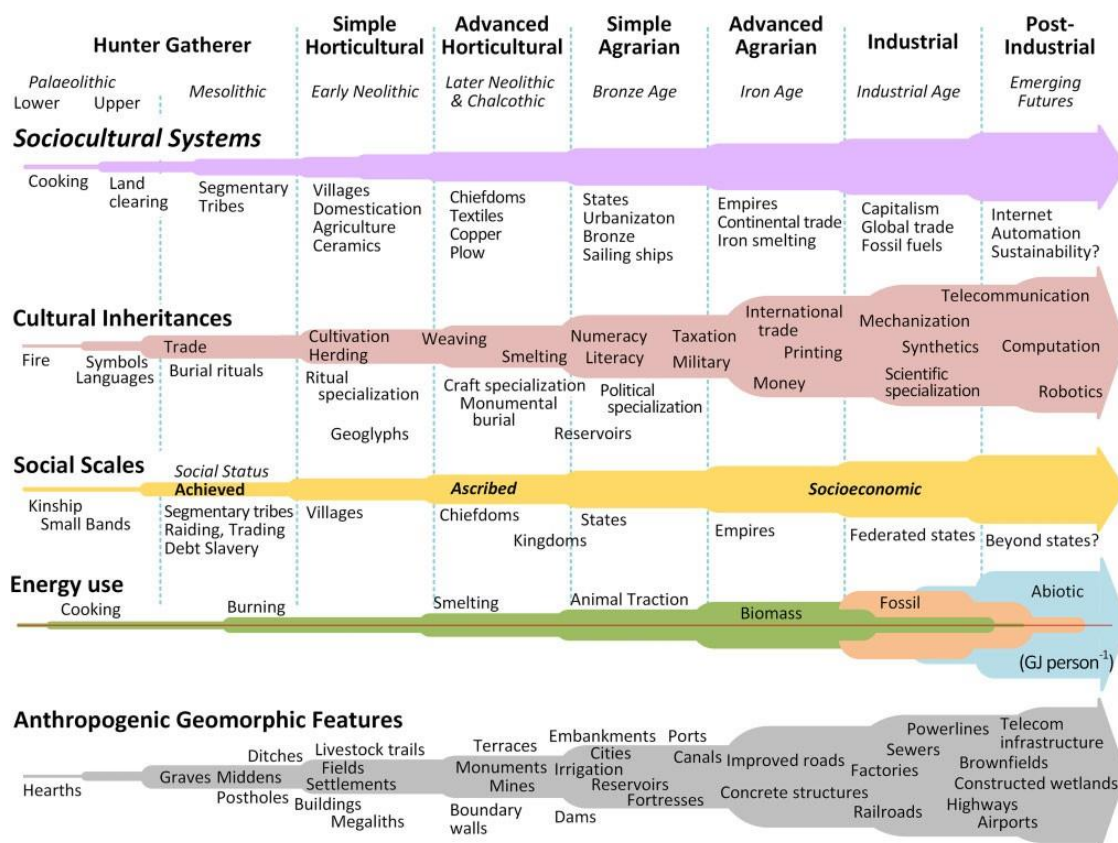 Hunter Gatherer
Simple
Horticultural
Advanced
Horticultural
Simple
Agrarian
Advanced
Agrarian
Industrial
Post-
Industrial
Palaeolithic
Lower Upper
Mesolithic
Early Neolithic
Later Neolithic
& Chalcothic
Bronze Age
Iron Age
Industrial Age
Emerging
Futures
Sociocultural Systems
Cooking
Land
clearing
Segmentary
Tribes
Villages
Domestication
Agriculture
Ceramics
Chiefdoms
Textiles
Copper
Plow
States
Urbanizaton
Bronze
Sailing ships
Empires
Continental trade
Iron smelting
Capitalism
Global trade
Fossil fuels
Internet
Automation
Sustainability?
Cultural Inheritances
Fire
Symbols
Languages
Trade
Burial rituals
Cultivation
Herding
Ritual
specialization
Geoglyphs
Weaving
Smelting
Craft specialization
Monumental
burial
Reservoirs
Numeracy
Literacy
Political
specialization
Taxation
Military
International
trade
Printing
Money
Mechanization
Synthetics
Scientific
specialization
Telecommunication
Computation
Robotics
Social Scales
Social Status
Achieved
Ascribed
Socioeconomic
Kinship
Small Bands
Segmentary tribes
Raiding, Trading
Debt Slavery
Villages
Chiefdoms
Kingdoms
States
Empires
Federated states
Beyond states?
Energy use
Cooking
Burning
Smelting
Animal Traction
Biomass
Fossil
Abiotic
(GJ person⁻¹)
Anthropogenic Geomorphic Features
Hearths
Ditches
Graves Middens
Postholes
Livestock trails
Fields
Settlements
Buildings
Megaliths
Terraces
Monuments
Mines
Boundary
walls
Embankments
Cities
Irrigation
Reservoirs
Fortresses
Dams
Ports
Canals
Improved roads
Concrete structures
Powerlines
Sewers
Factories
Railroads
Telecom
infrastructure
Brownfields
Constructed wetlands
Highways
Airports